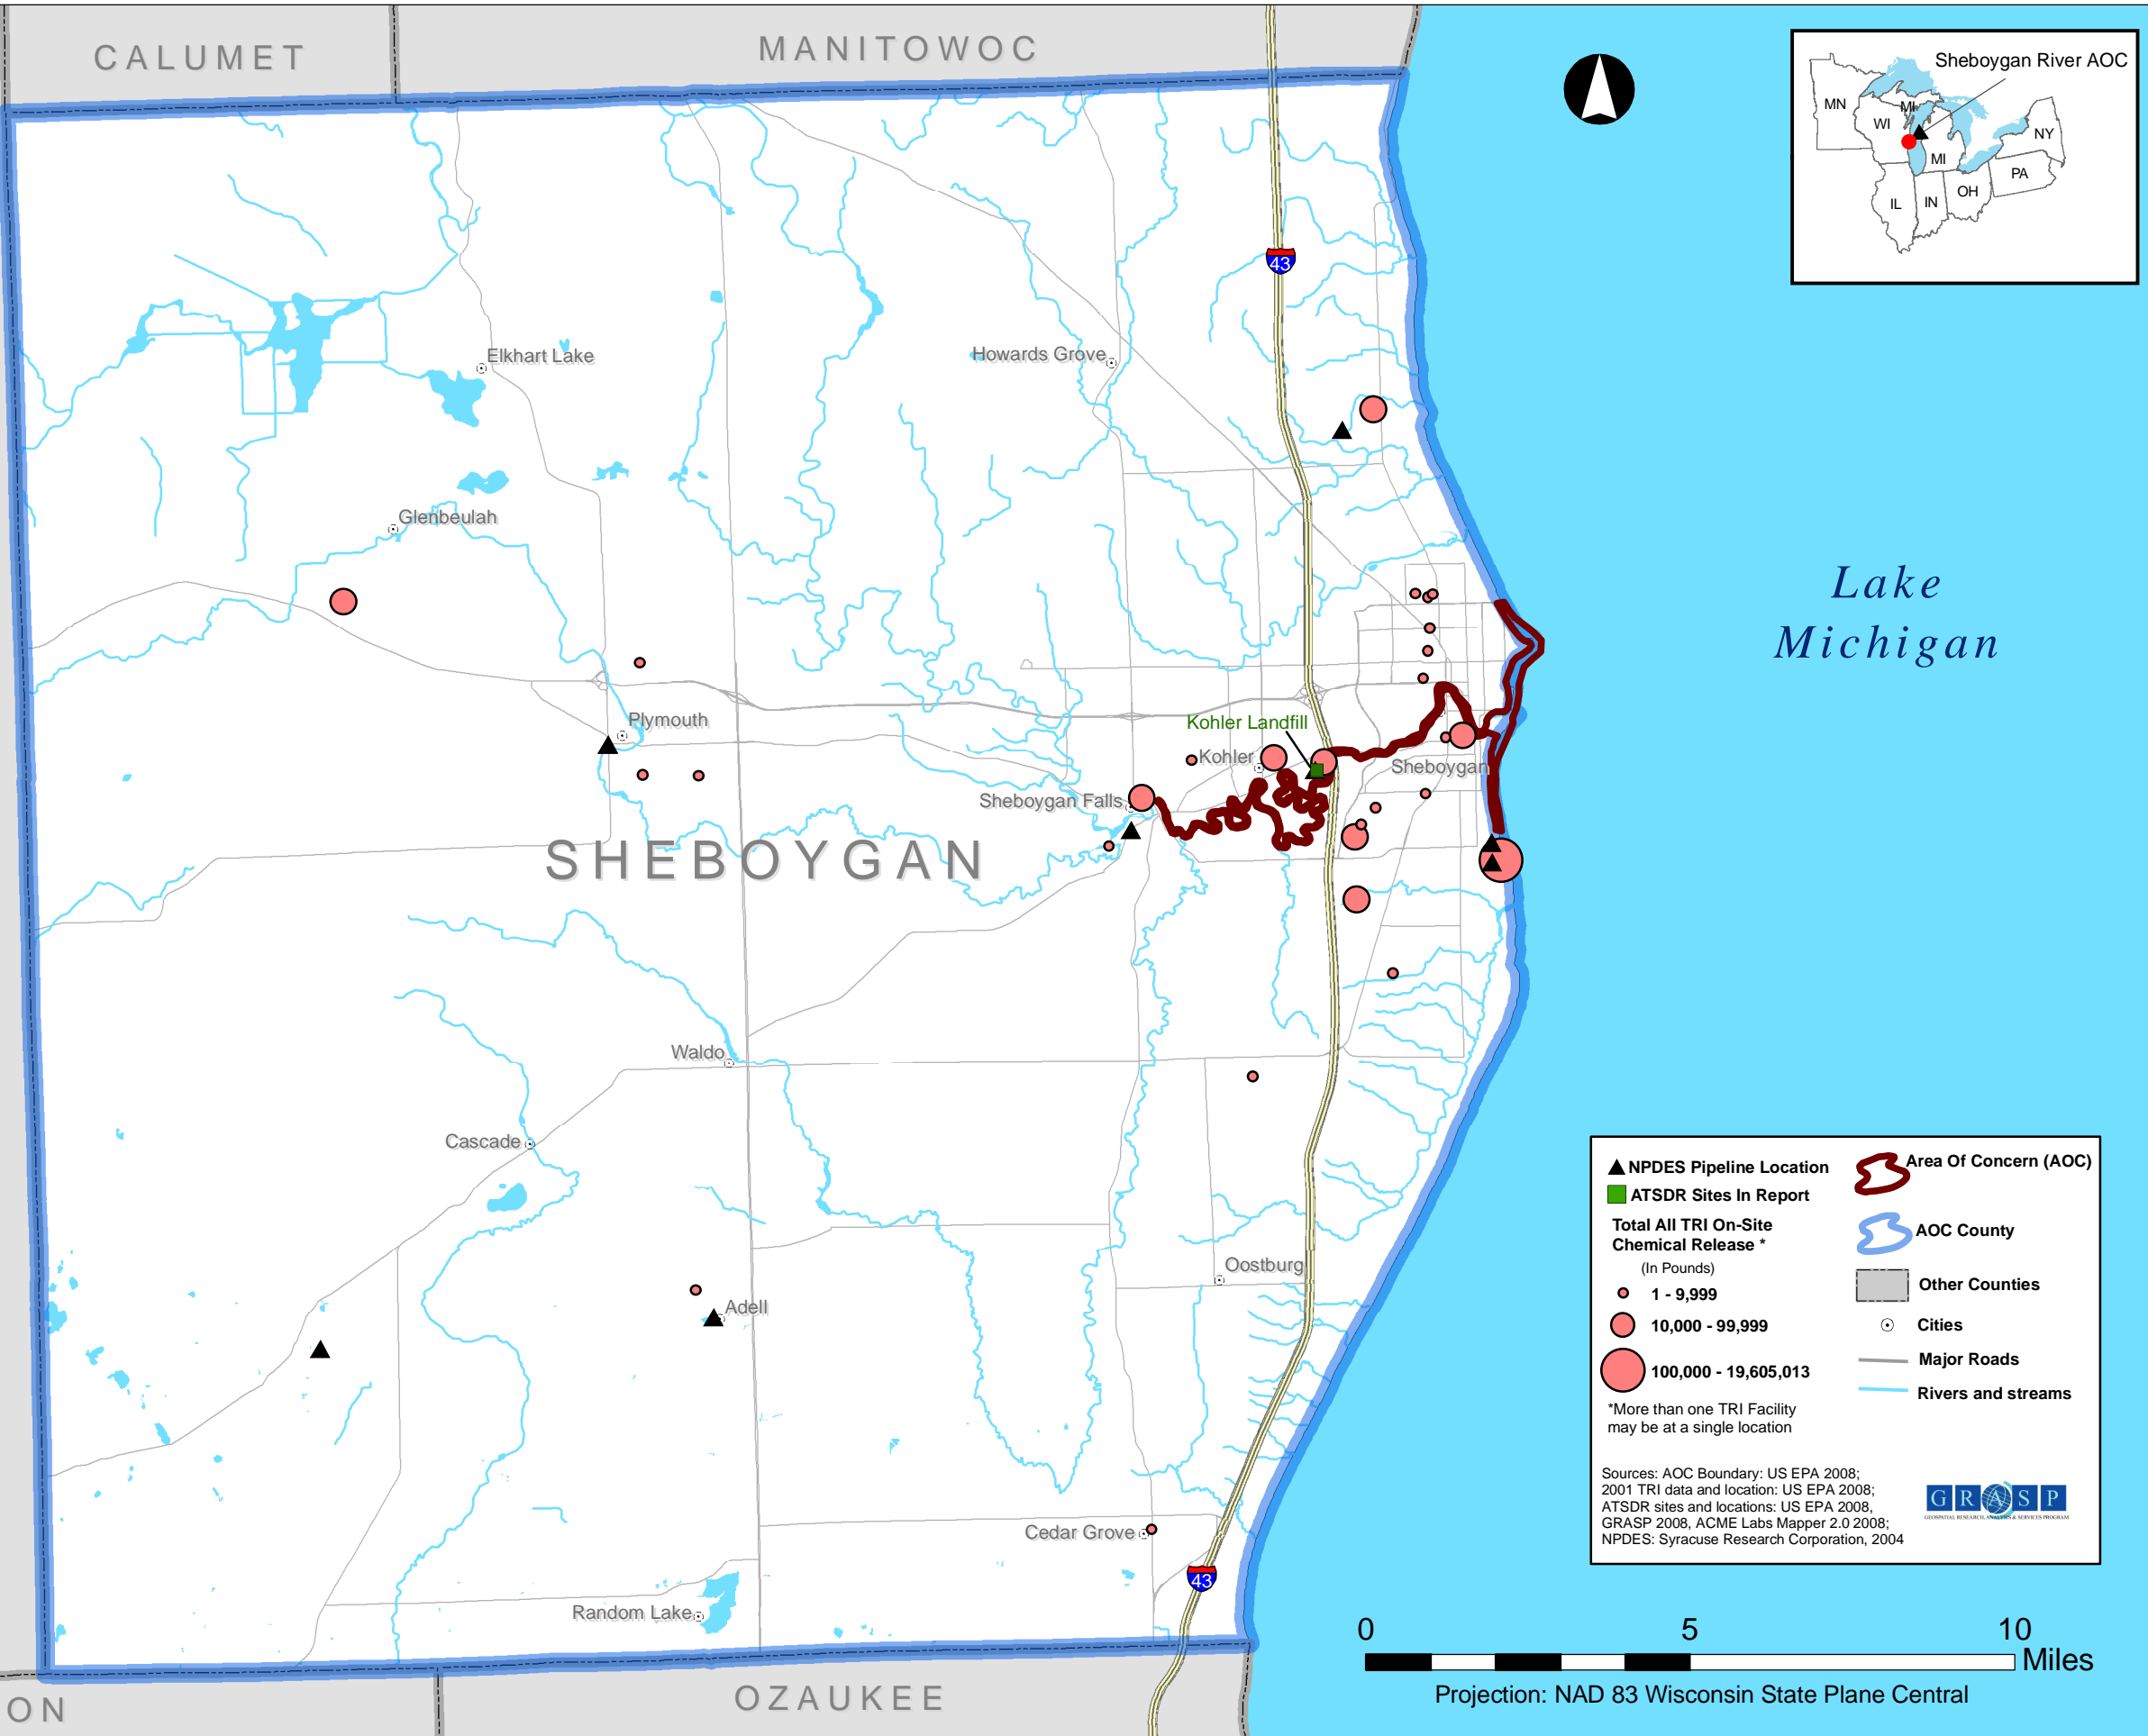 CALUMET
MANITOWOC
Sheboygan River AOC
MN
WI
MI
MI
NY
PA
OH
IN
IL
43
Elkhart Lake
Howards Grove
Glenbeulah
Lake
Michigan
Plymouth
Kohler Landfill
Kohler
Sheboygan
Sheboygan Falls
SHEBOYGAN
Waldo
Cascade
Oostburg
Adell
Cedar Grove
43
Random Lake
OZAUKEE
ON
NPDES Pipeline Location
ATSDR Sites In Report
Total All TRI On-Site
Chemical Release *
(In Pounds)
1 - 9,999
10,000 - 99,999
100,000 - 19,605,013
*More than one TRI Facility
may be at a single location
Area Of Concern (AOC)
AOC County
Other Counties
Cities
Major Roads
Rivers and streams
Sources: AOC Boundary: US EPA 2008;
2001 TRI data and location: US EPA 2008;
ATSDR sites and locations: US EPA 2008,
GRASP 2008, ACME Labs Mapper 2.0 2008;
NPDES: Syracuse Research Corporation, 2004
GRASP
GEOSPATIAL RESEARCH, ANALYSIS & SERVICES PROGRAM
0 5 10
Miles
Projection: NAD 83 Wisconsin State Plane Central